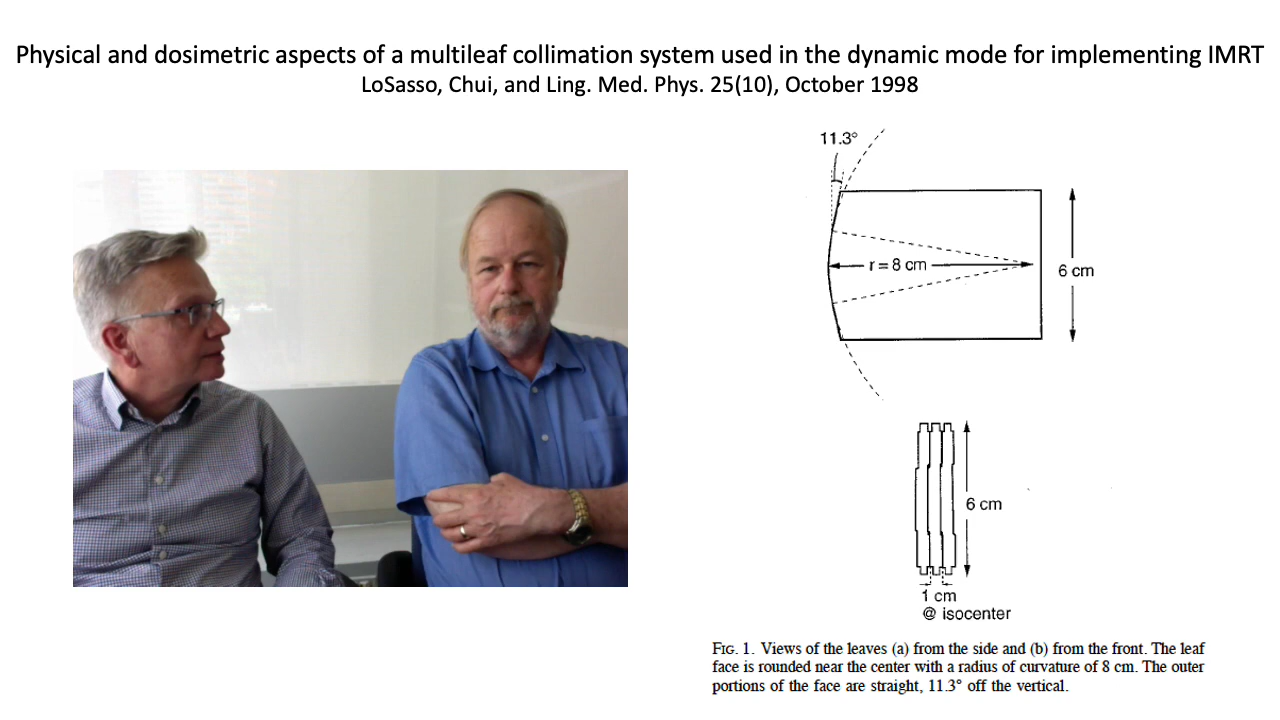 Physical and dosimetric aspects of a multileaf collimation system used in the dynamic mode for implementing IMRT
LoSasso, Chui, and Ling. Med. Phys. 25(10), October 1998
11.3°
r = 8 cm
6 cm
6 cm
1 cm
@ isocenter
FIG. 1. Views of the leaves (a) from the side and (b) from the front. The leaf
face is rounded near the center with a radius of curvature of 8 cm. The outer
portions of the face are straight, 11.3° off the vertical.